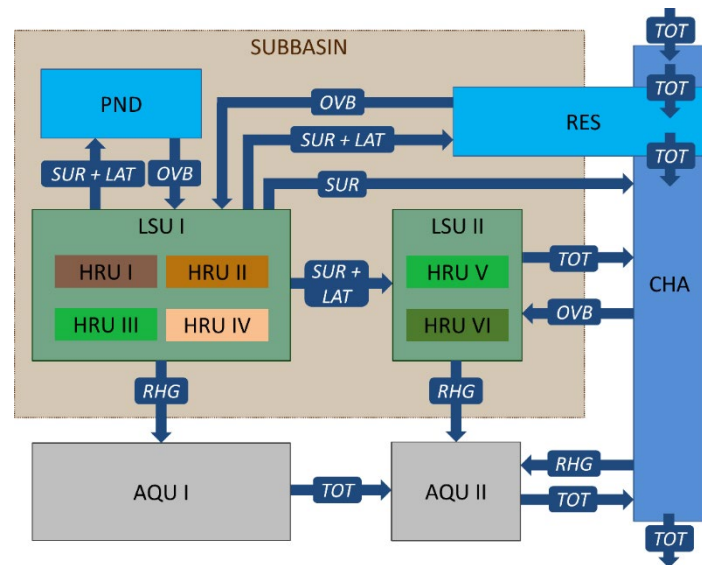 TOT
SUBBASIN
PND
OVB
TOT
RES
SUR + LAT
TOT
SUR + LAT
OVB
SUR
LSU I
LSU II
HRU I
HRU II
SUR +
LAT
HRU V
TOT
CHA
HRU III
HRU IV
HRU VI
OVB
RHG
RHG
AQU I
TOT
AQU II
RHG
TOT
TOT